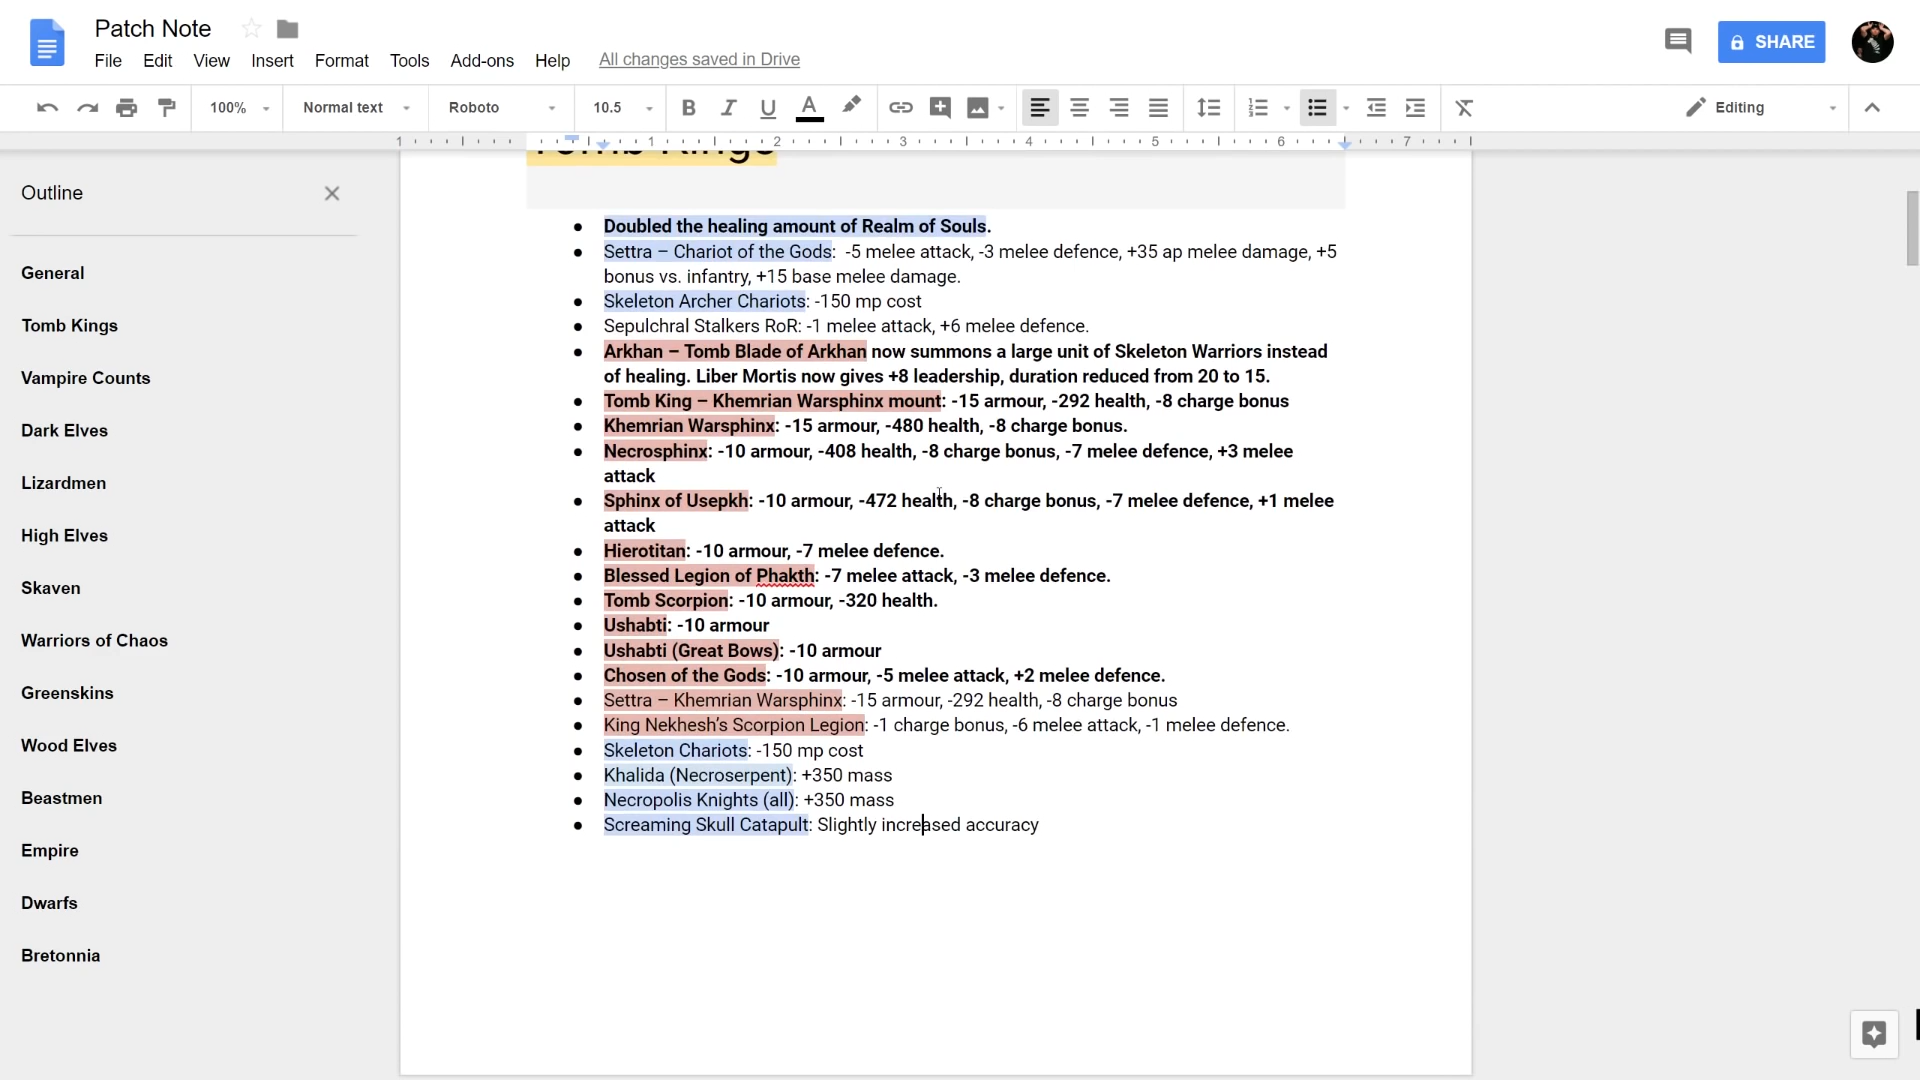 Patch Note
File Edit View Insert Format Tools Add-ons Help All changes saved in Drive
SHARE
100% Normal text Roboto 10.5 B I U A Editing
1 1 2 3 4 5 6 7
Tomb Kings
Outline
General
Tomb Kings
Vampire Counts
Dark Elves
Lizardmen
High Elves
Skaven
Warriors of Chaos
Greenskins
Wood Elves
Beastmen
Empire
Dwarfs
Bretonnia
● Doubled the healing amount of Realm of Souls.
● Settra – Chariot of the Gods:  -5 melee attack, -3 melee defence, +35 ap melee damage, +5
bonus vs. infantry, +15 base melee damage.
● Skeleton Archer Chariots: -150 mp cost
● Sepulchral Stalkers RoR: -1 melee attack, +6 melee defence.
● Arkhan – Tomb Blade of Arkhan now summons a large unit of Skeleton Warriors instead
of healing. Liber Mortis now gives +8 leadership, duration reduced from 20 to 15.
● Tomb King – Khemrian Warsphinx mount: -15 armour, -292 health, -8 charge bonus
● Khemrian Warsphinx: -15 armour, -480 health, -8 charge bonus.
● Necrosphinx: -10 armour, -408 health, -8 charge bonus, -7 melee defence, +3 melee
attack
● Sphinx of Usepkh: -10 armour, -472 health, -8 charge bonus, -7 melee defence, +1 melee
attack
● Hierotitan: -10 armour, -7 melee defence.
● Blessed Legion of Phakth: -7 melee attack, -3 melee defence.
● Tomb Scorpion: -10 armour, -320 health.
● Ushabti: -10 armour
● Ushabti (Great Bows): -10 armour
● Chosen of the Gods: -10 armour, -5 melee attack, +2 melee defence.
● Settra – Khemrian Warsphinx: -15 armour, -292 health, -8 charge bonus
● King Nekhesh’s Scorpion Legion: -1 charge bonus, -6 melee attack, -1 melee defence.
● Skeleton Chariots: -150 mp cost
● Khalida (Necroserpent): +350 mass
● Necropolis Knights (all): +350 mass
● Screaming Skull Catapult: Slightly increased accuracy